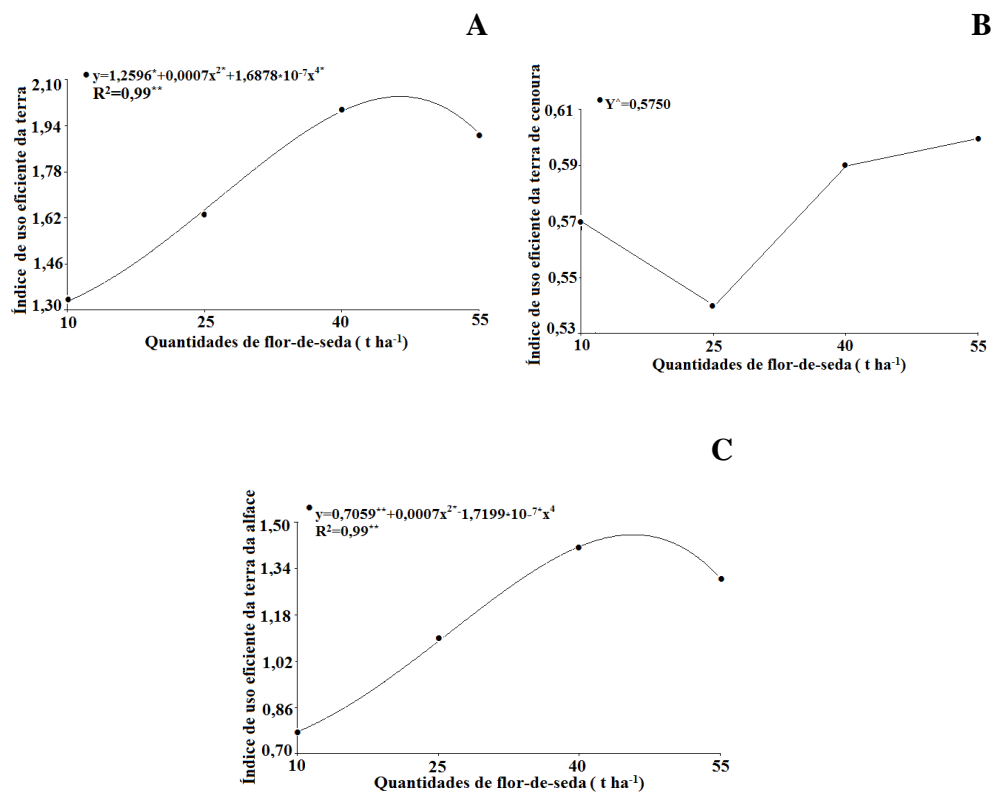 A
y=1,2596*+0,0007x²*+1,6878*10⁻⁷x⁴*
R²=0,99**
Índice de uso eficiente da terra
2,10
1,94
1,78
1,62
1,46
1,30
10 25 40 55
Quantidades de flor-de-seda ( t ha⁻¹)
B
Y^=0,5750
Índice de uso eficiente da terra de cenoura
0,61
0,59
0,57
0,55
0,53
10 25 40 55
Quantidades de flor-de-seda ( t ha⁻¹)
C
y=0,7059**+0,0007x²*-1,7199*10-⁷*x⁴
R²=0,99**
Índice de uso eficiente da terra da alface
1,50
1,34
1,18
1,02
0,86
0,70
10 25 40 55
Quantidades de flor-de-seda ( t ha⁻¹)